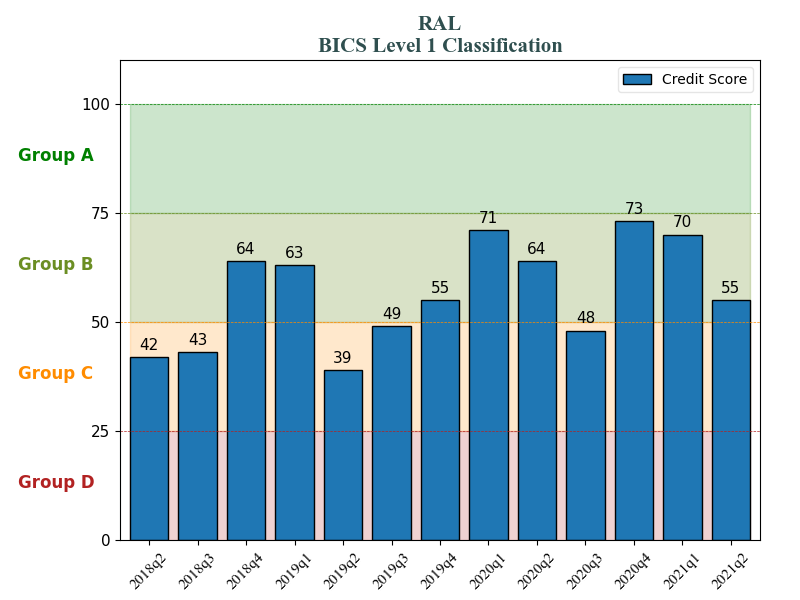 RAL
BICS Level 1 Classification
Credit Score
100
Group A
75
Group B
50
Group C
25
Group D
0
42
43
64
63
39
49
55
71
64
48
73
70
55
2018q2
2018q3
2018q4
2019q1
2019q2
2019q3
2019q4
2020q1
2020q2
2020q3
2020q4
2021q1
2021q2